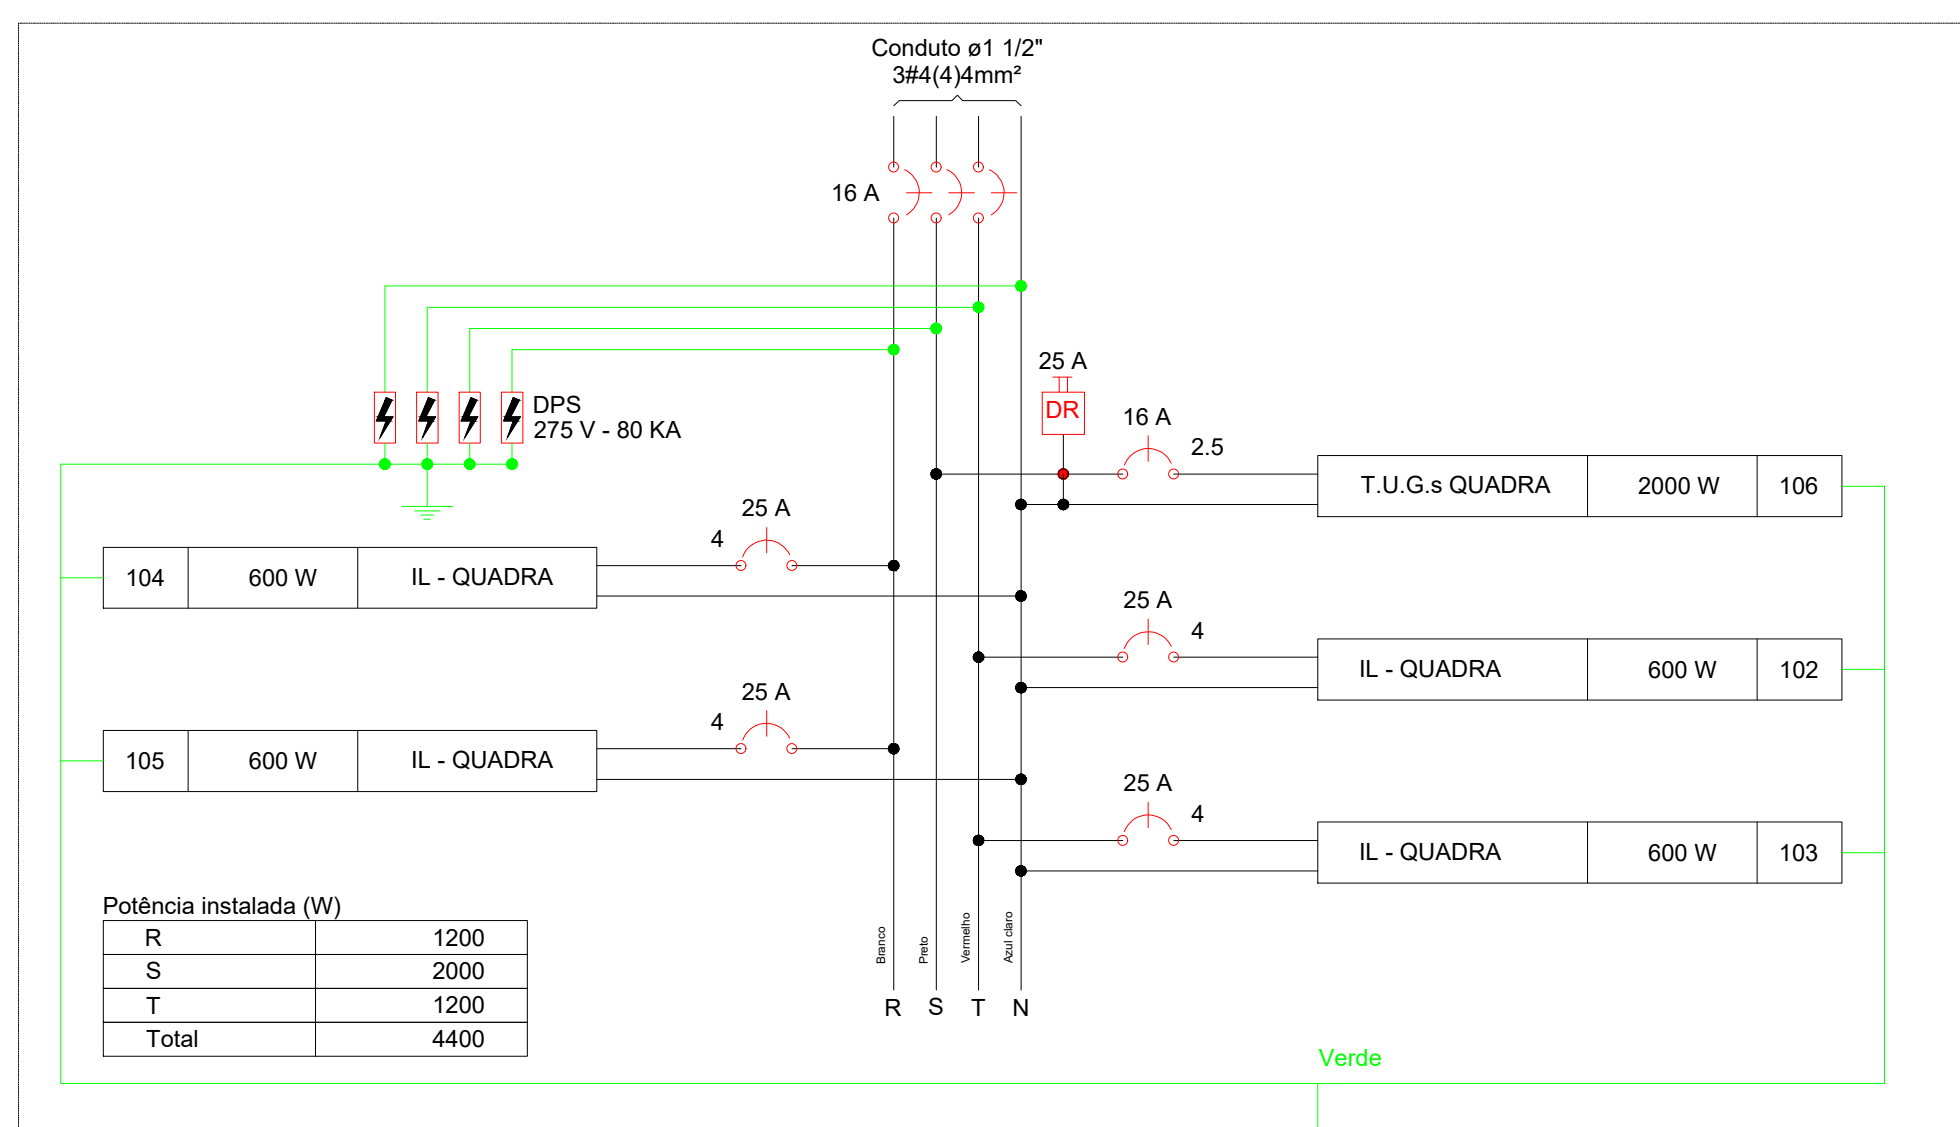 Conduto ø1 1/2"
3#4(4)4mm²
16 A
DPS
275 V - 80 KA
25 A
DR
16 A
2.5
T.U.G.s QUADRA 2000 W 106
25 A
4
104 600 W IL - QUADRA
25 A
4
IL - QUADRA 600 W 102
25 A
4
105 600 W IL - QUADRA
25 A
4
IL - QUADRA 600 W 103
Potência instalada (W)
R 1200
S 2000
T 1200
Total 4400
Branco
Preto
Vermelho
Azul claro
R S T N
Verde